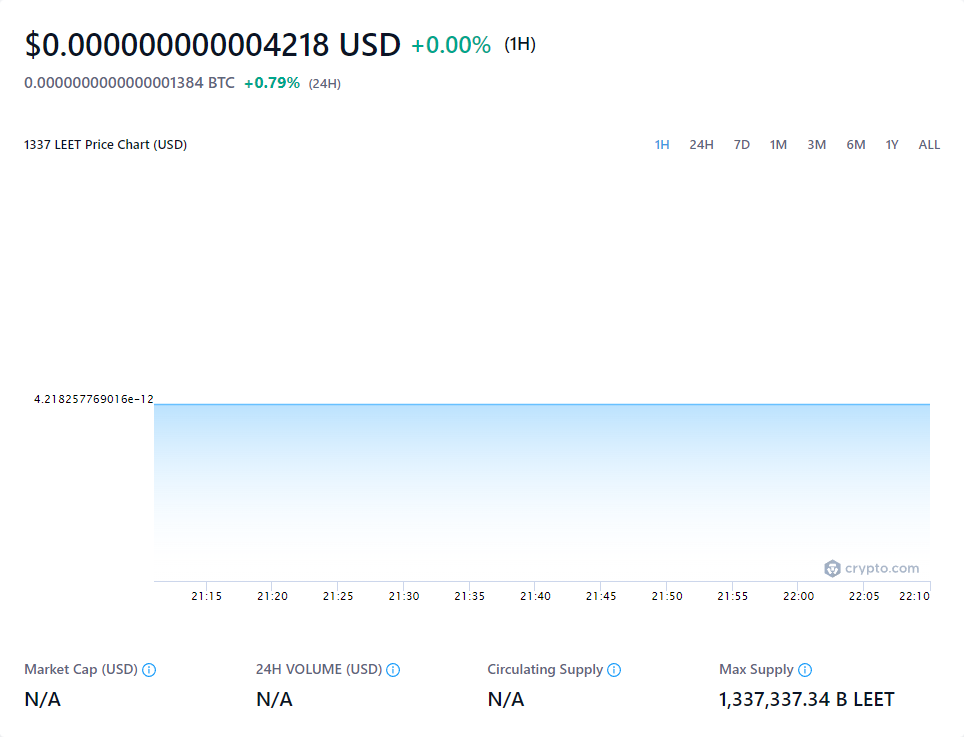 $0.000000000004218 USD +0.00% (1H)
0.0000000000000001384 BTC +0.79% (24H)
1337 LEET Price Chart (USD) 1H 24H 7D 1M 3M 6M 1Y ALL
4.218257769016e-12
crypto.com
21:15 21:20 21:25 21:30 21:35 21:40 21:45 21:50 21:55 22:00 22:05 22:10
Market Cap (USD) 24H VOLUME (USD) Circulating Supply Max Supply
N/A N/A N/A 1,337,337.34 B LEET